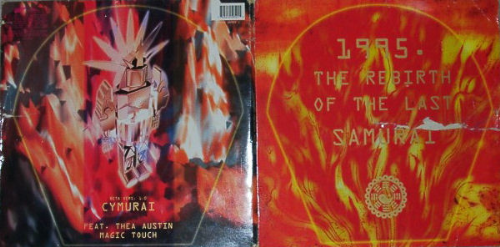 CYMURAI
FEAT. THEA AUSTIN
MAGIC TOUCH
1995.
THE REBIRTH
OF THE LAST
SAMURAI